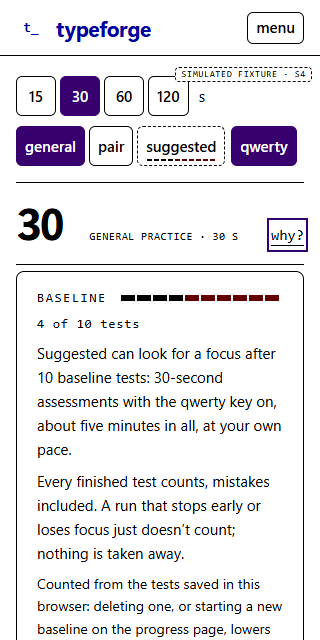 t_ typeforge menu
SIMULATED FIXTURE · S4
15 30 60 120 s
general pair suggested qwerty
30 GENERAL PRACTICE · 30 S why?
BASELINE
4 of 10 tests
Suggested can look for a focus after
10 baseline tests: 30-second
assessments with the qwerty key on,
about five minutes in all, at your own
pace.
Every finished test counts, mistakes
included. A run that stops early or
loses focus just doesn’t count;
nothing is taken away.
Counted from the tests saved in this
browser: deleting one, or starting a new
baseline on the progress page, lowers